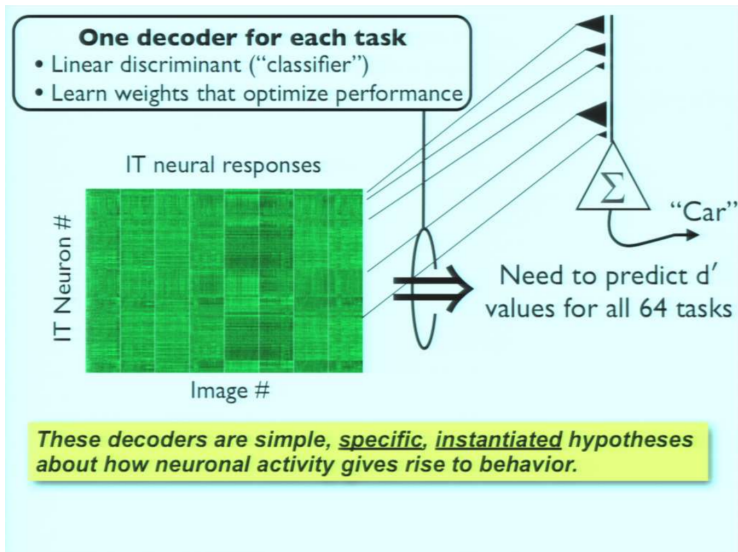 One decoder for each task
• Linear discriminant (“classifier”)
• Learn weights that optimize performance
IT neural responses
IT Neuron #
Image #
Σ
“Car”
Need to predict d′
values for all 64 tasks
These decoders are simple, specific, instantiated hypotheses
about how neuronal activity gives rise to behavior.